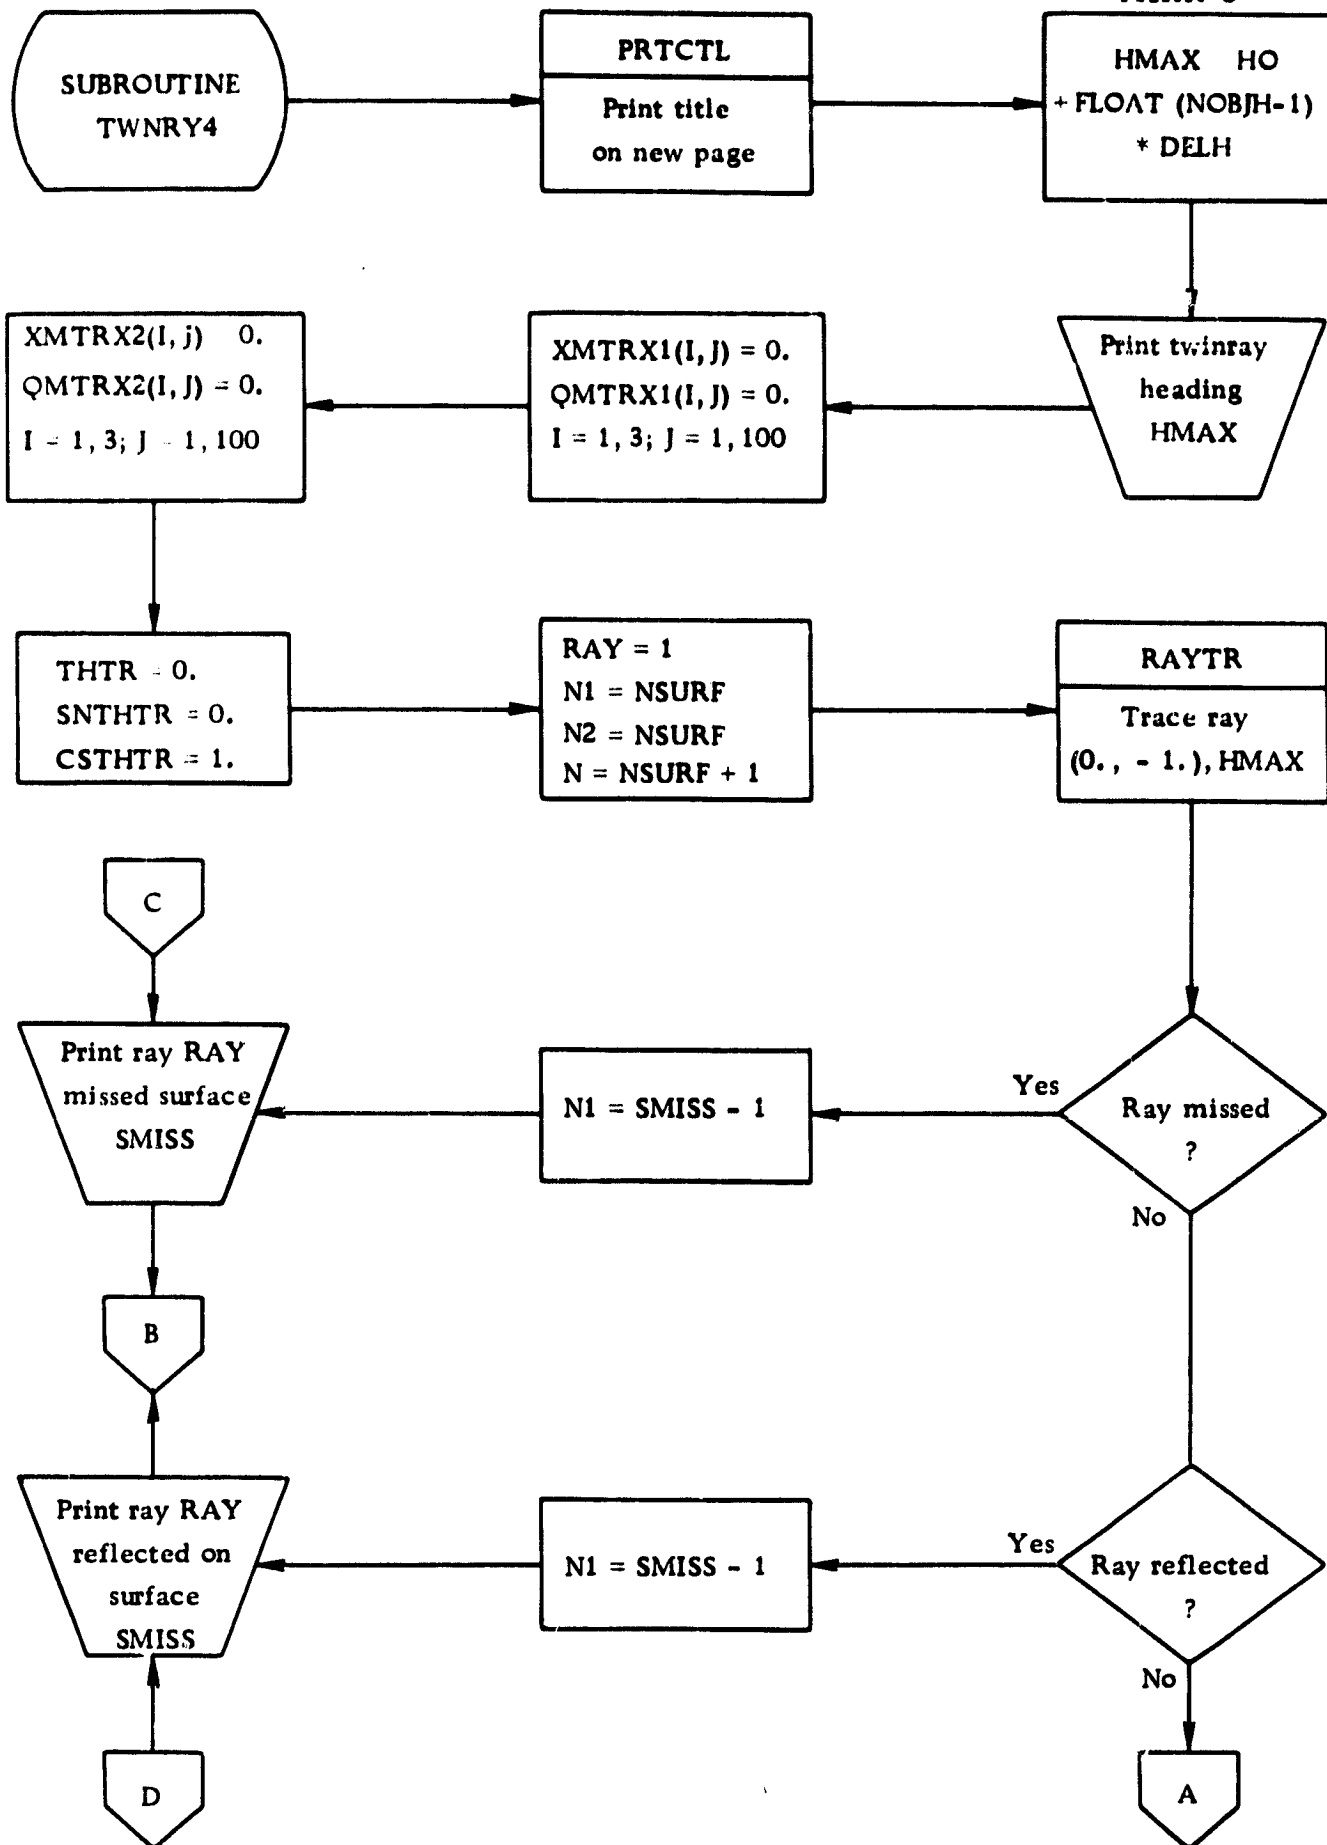 SUBROUTINE
TWNRY4
PRTCTL
Print title
on new page
HMAX HO
+ FLOAT (NOBJH-1)
* DELH
XMTRX2(I, j) 0.
QMTRX2(I, J) = 0.
I = 1, 3; J - 1, 100
XMTRX1(I, J) = 0.
QMTRX1(I, J) = 0.
I = 1, 3; J = 1, 100
Print twinray
heading
HMAX
THTR = 0.
SNTHTR = 0.
CSTHTR = 1.
RAY = 1
N1 = NSURF
N2 = NSURF
N = NSURF + 1
RAYTR
Trace ray
(0., - 1.), HMAX
C
Print ray RAY
missed surface
SMISS
N1 = SMISS - 1
Yes
Ray missed
?
No
B
Print ray RAY
reflected on
surface
SMISS
N1 = SMISS - 1
Yes
Ray reflected
?
No
D
A